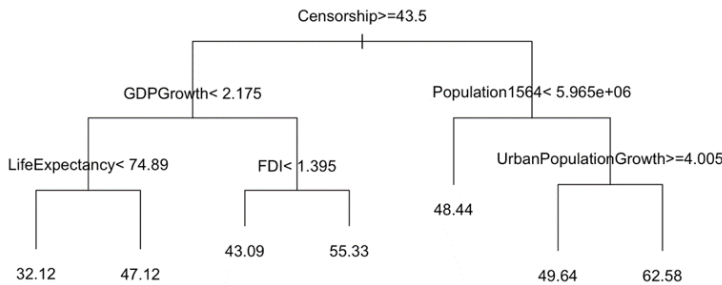 Censorship>=43.5
GDPGrowth< 2.175
Population1564< 5.965e+06
LifeExpectancy< 74.89
FDI< 1.395
UrbanPopulationGrowth>=4.005
48.44
43.09
55.33
32.12
47.12
49.64
62.58